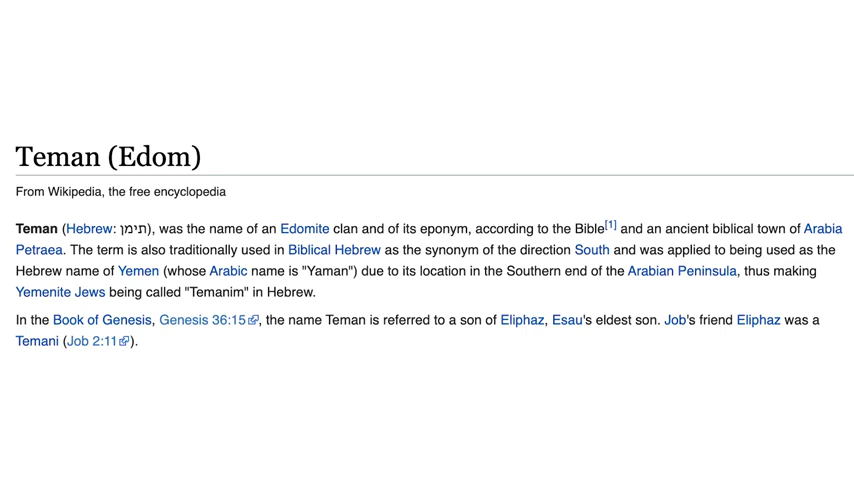 Teman (Edom)
From Wikipedia, the free encyclopedia
Teman (Hebrew: תימן), was the name of an Edomite clan and of its eponym, according to the Bible[1] and an ancient biblical town of Arabia
Petraea. The term is also traditionally used in Biblical Hebrew as the synonym of the direction South and was applied to being used as the
Hebrew name of Yemen (whose Arabic name is "Yaman") due to its location in the Southern end of the Arabian Peninsula, thus making
Yemenite Jews being called "Temanim" in Hebrew.
In the Book of Genesis, Genesis 36:15, the name Teman is referred to a son of Eliphaz, Esau's eldest son. Job's friend Eliphaz was a
Temani (Job 2:11).